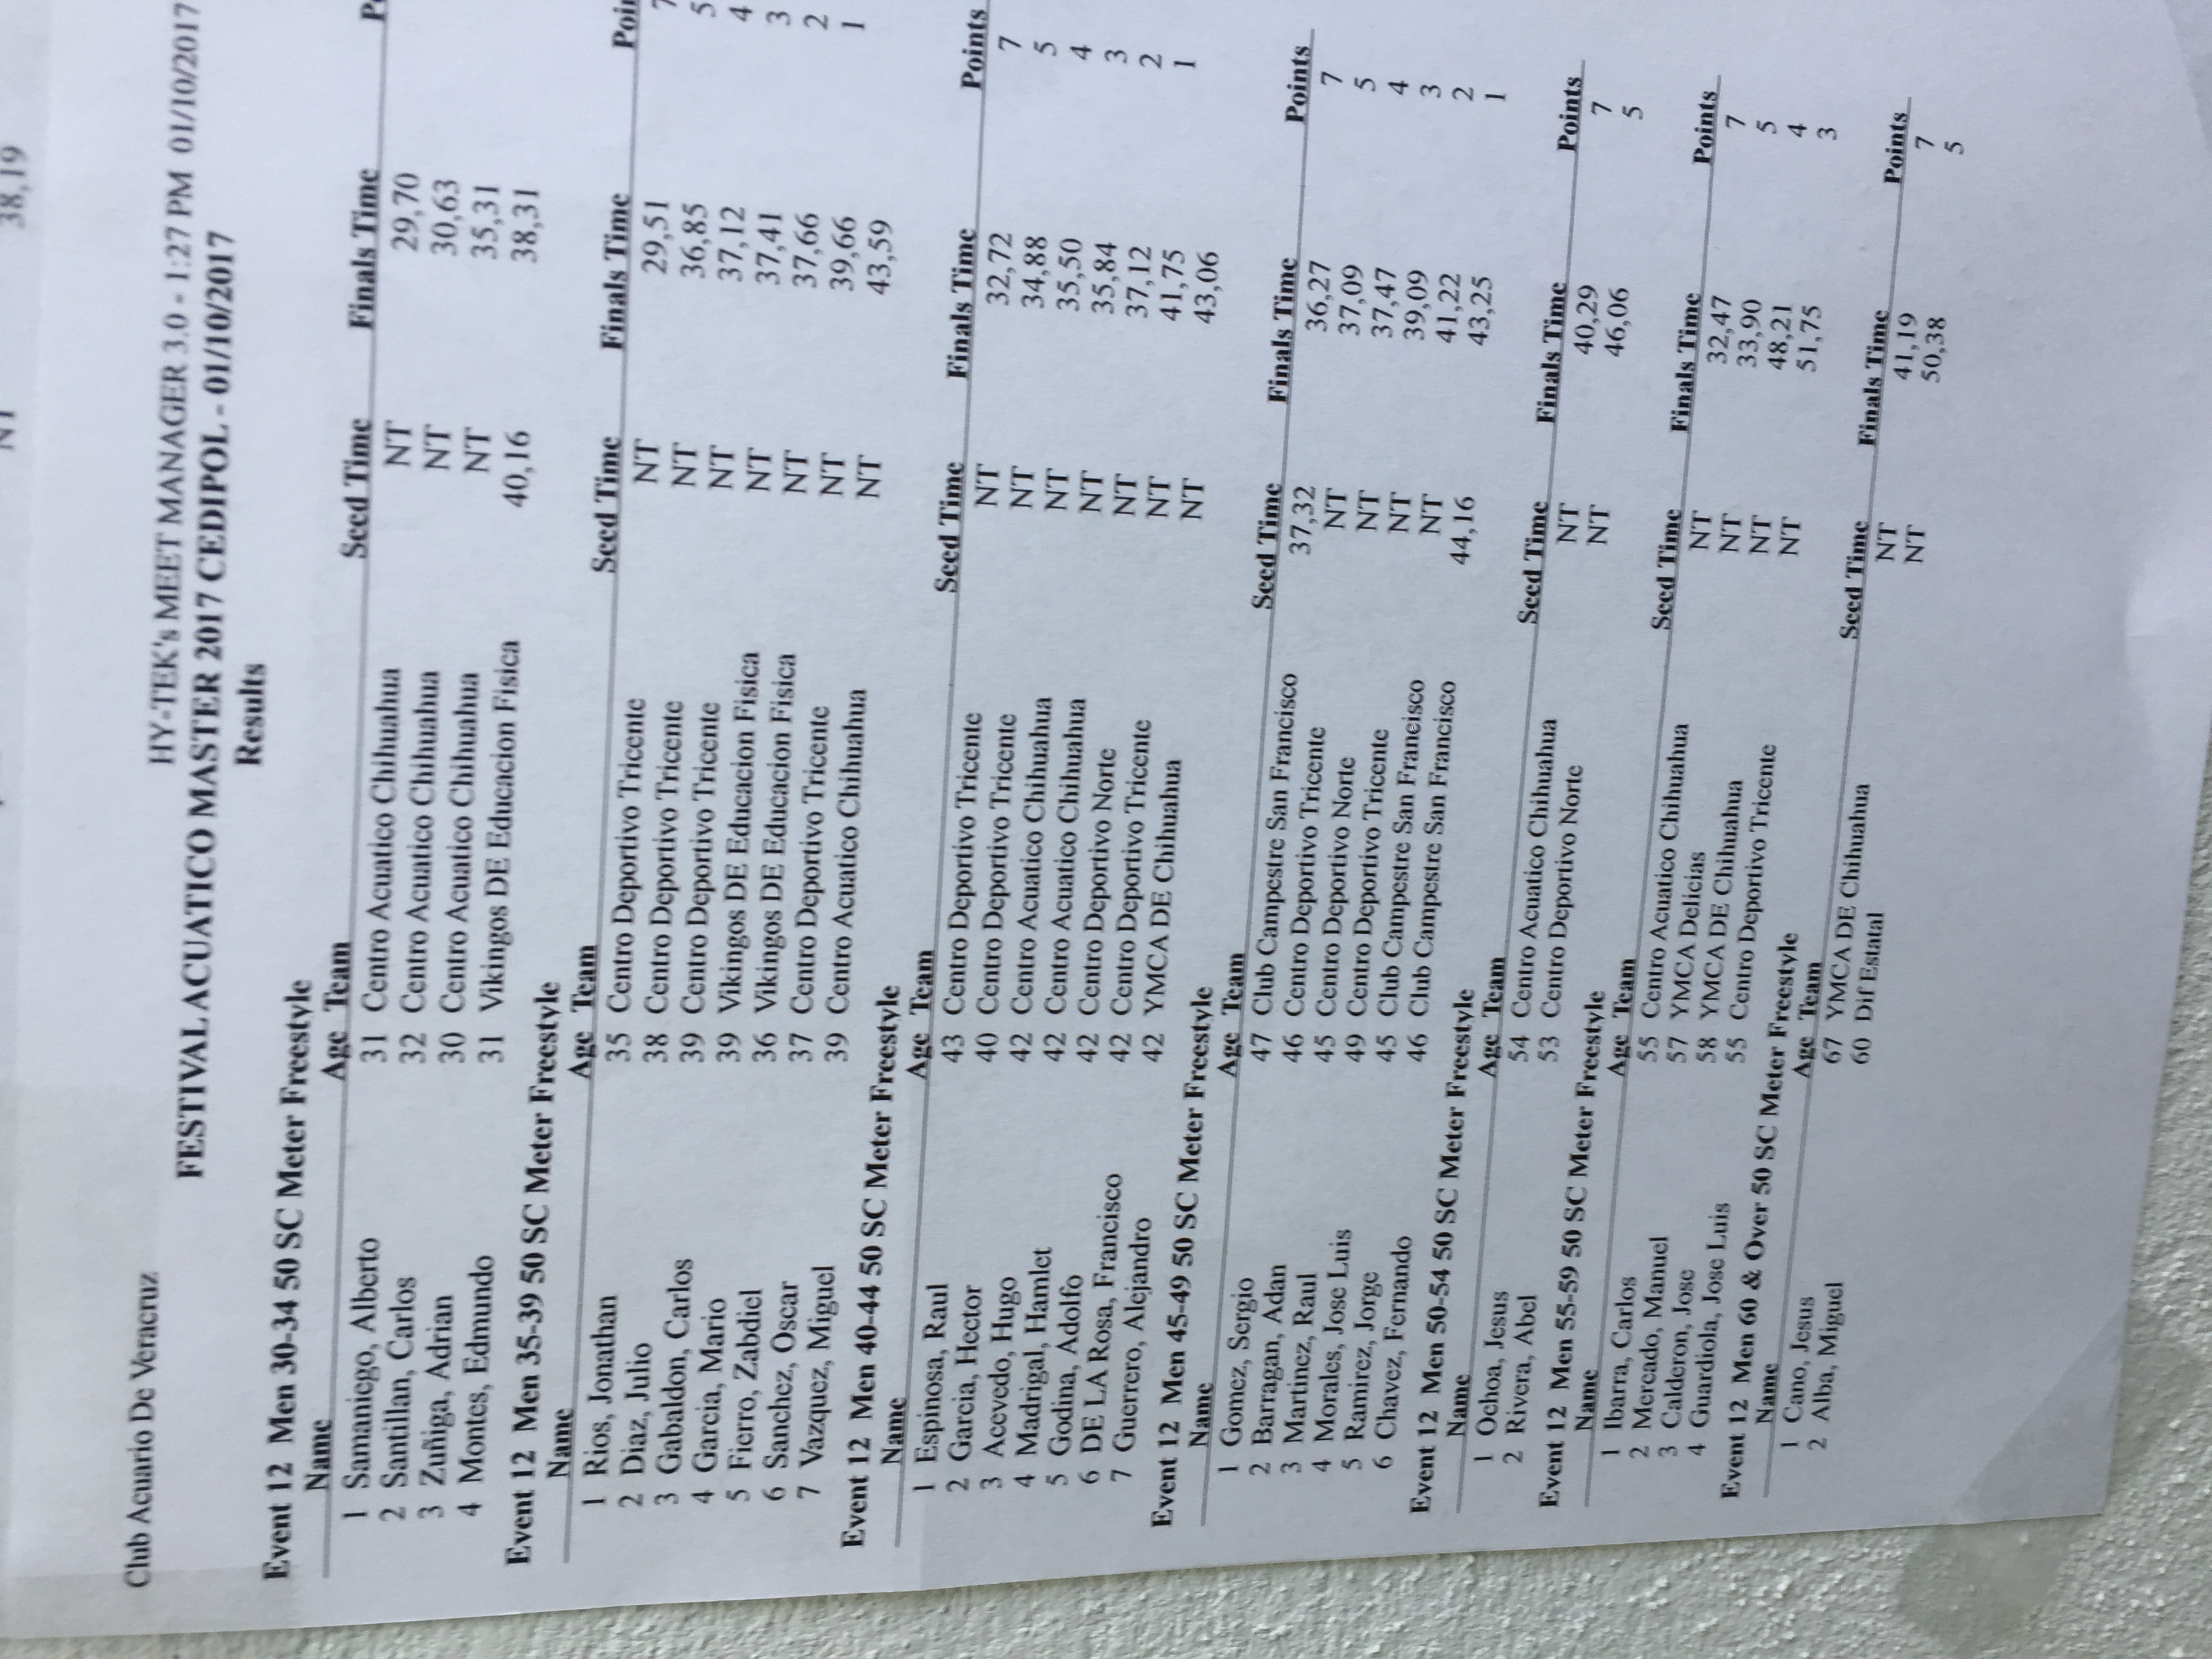 NT 38,19
Club Acuario De Veracruz
HY-TEK's MEET MANAGER 3.0 - 1:27 PM 01/10/2017
FESTIVAL ACUATICO MASTER 2017 CEDIPOL - 01/10/2017
Results
Event 12 Men 30-34 50 SC Meter Freestyle
Name Age Team Seed Time Finals Time
1 Samaniego, Alberto 31 Centro Acuatico Chihuahua NT 29,70
2 Santillan, Carlos 32 Centro Acuatico Chihuahua NT 30,63
3 Zuñiga, Adrian 30 Centro Acuatico Chihuahua NT 35,31
4 Montes, Edmundo 31 Vikingos DE Educacion Fisica 40,16 38,31
Event 12 Men 35-39 50 SC Meter Freestyle
Name Age Team Seed Time Finals Time
1 Rios, Jonathan 35 Centro Deportivo Tricente NT 29,51 7
2 Diaz, Julio 38 Centro Deportivo Tricente NT 36,85 5
3 Gabaldon, Carlos 39 Centro Deportivo Tricente NT 37,12 4
4 Garcia, Mario 39 Vikingos DE Educacion Fisica NT 37,41 3
5 Fierro, Zabdiel 36 Vikingos DE Educacion Fisica NT 37,66 2
6 Sanchez, Oscar 37 Centro Deportivo Tricente NT 39,66 1
7 Vazquez, Miguel 39 Centro Acuatico Chihuahua NT 43,59
Event 12 Men 40-44 50 SC Meter Freestyle
Name Age Team Seed Time Finals Time Points
1 Espinosa, Raul 43 Centro Deportivo Tricente NT 32,72 7
2 Garcia, Hector 40 Centro Deportivo Tricente NT 34,88 5
3 Acevedo, Hugo 42 Centro Acuatico Chihuahua NT 35,50 4
4 Madrigal, Hamlet 42 Centro Acuatico Chihuahua NT 35,84 3
5 Godina, Adolfo 42 Centro Deportivo Norte NT 37,12 2
6 DE LA Rosa, Francisco 42 Centro Deportivo Tricente NT 41,75 1
7 Guerrero, Alejandro 42 YMCA DE Chihuahua NT 43,06
Event 12 Men 45-49 50 SC Meter Freestyle
Name Age Team Seed Time Finals Time Points
1 Gomez, Sergio 47 Club Campestre San Francisco 37,32 36,27 7
2 Barragan, Adan 46 Centro Deportivo Tricente NT 37,09 5
3 Martinez, Raul 45 Centro Deportivo Norte NT 37,47 4
4 Morales, Jose Luis 49 Centro Deportivo Tricente NT 39,09 3
5 Ramirez, Jorge 45 Club Campestre San Francisco NT 41,22 2
6 Chavez, Fernando 46 Club Campestre San Francisco 44,16 43,25 1
Event 12 Men 50-54 50 SC Meter Freestyle
Name Age Team Seed Time Finals Time Points
1 Ochoa, Jesus 54 Centro Acuatico Chihuahua NT 40,29 7
2 Rivera, Abel 53 Centro Deportivo Norte NT 46,06 5
Event 12 Men 55-59 50 SC Meter Freestyle
Name Age Team Seed Time Finals Time Points
1 Ibarra, Carlos 55 Centro Acuatico Chihuahua NT 32,47 7
2 Mercado, Manuel 57 YMCA Delicias NT 33,90 5
3 Calderon, Jose 58 YMCA DE Chihuahua NT 48,21 4
4 Guardiola, Jose Luis 55 Centro Deportivo Tricente NT 51,75 3
Event 12 Men 60 & Over 50 SC Meter Freestyle
Name Age Team Seed Time Finals Time Points
1 Cano, Jesus 67 YMCA DE Chihuahua NT 41,19 7
2 Alba, Miguel 60 Dif Estatal NT 50,38 5